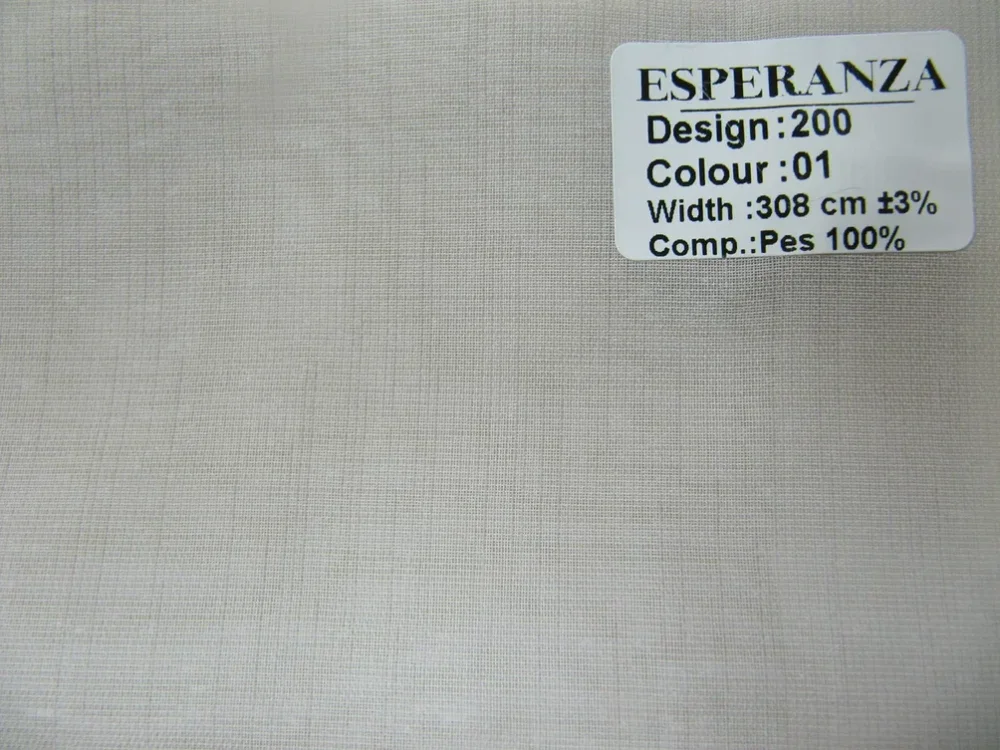 ESPERANZA
Design:200
Colour :01
Width :308 cm ±3%
Comp.:Pes 100%